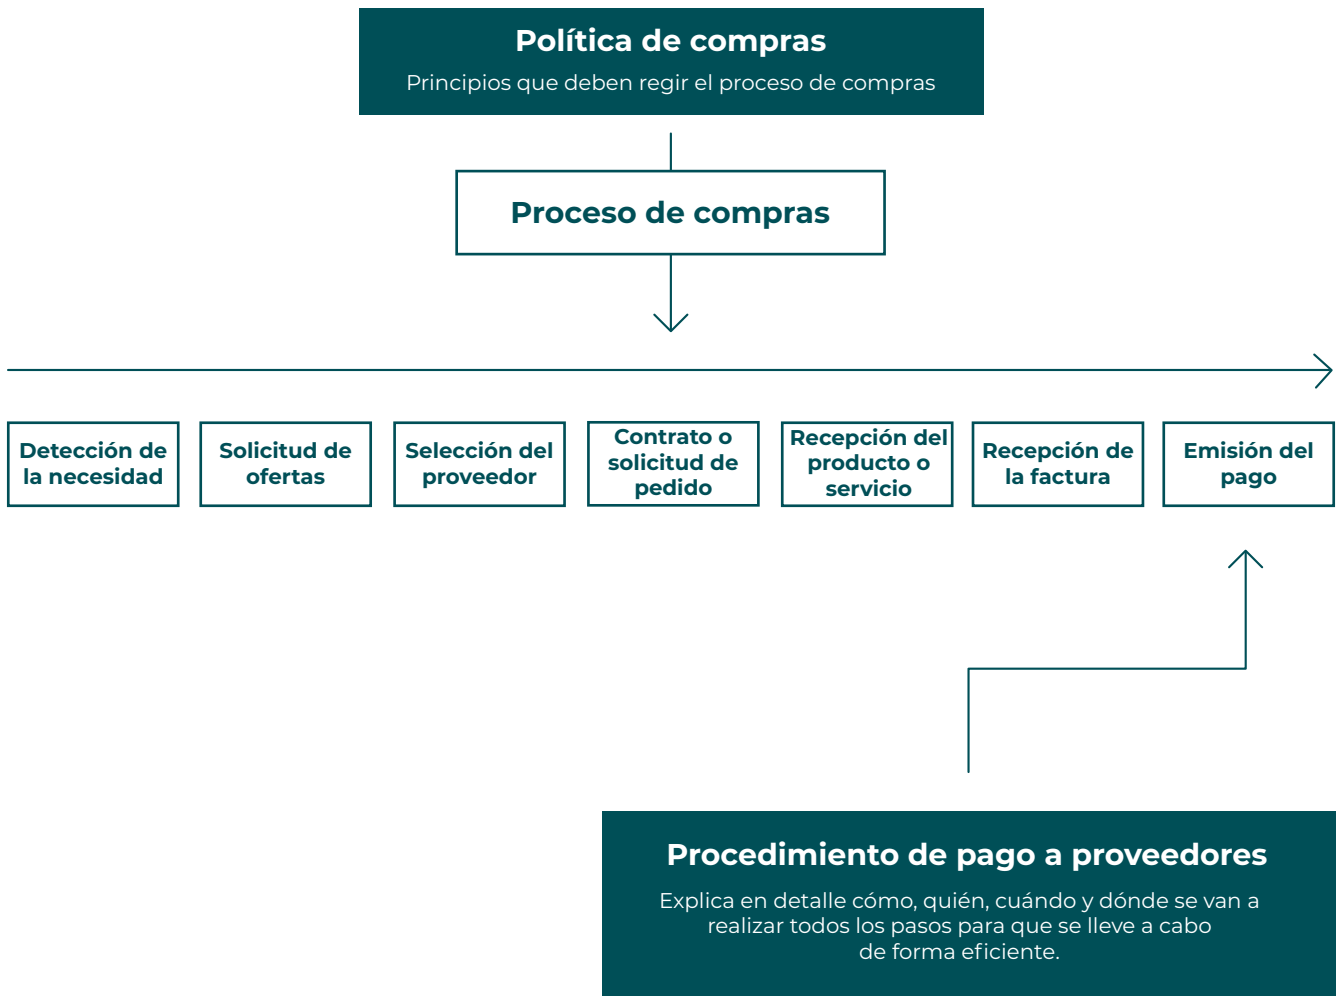 Política de compras
Principios que deben regir el proceso de compras
Proceso de compras
Detección de
la necesidad
Solicitud de
ofertas
Selección del
proveedor
Contrato o
solicitud de
pedido
Recepción del
producto o
servicio
Recepción de
la factura
Emisión del
pago
Procedimiento de pago a proveedores
Explica en detalle cómo, quién, cuándo y dónde se van a
realizar todos los pasos para que se lleve a cabo
de forma eficiente.